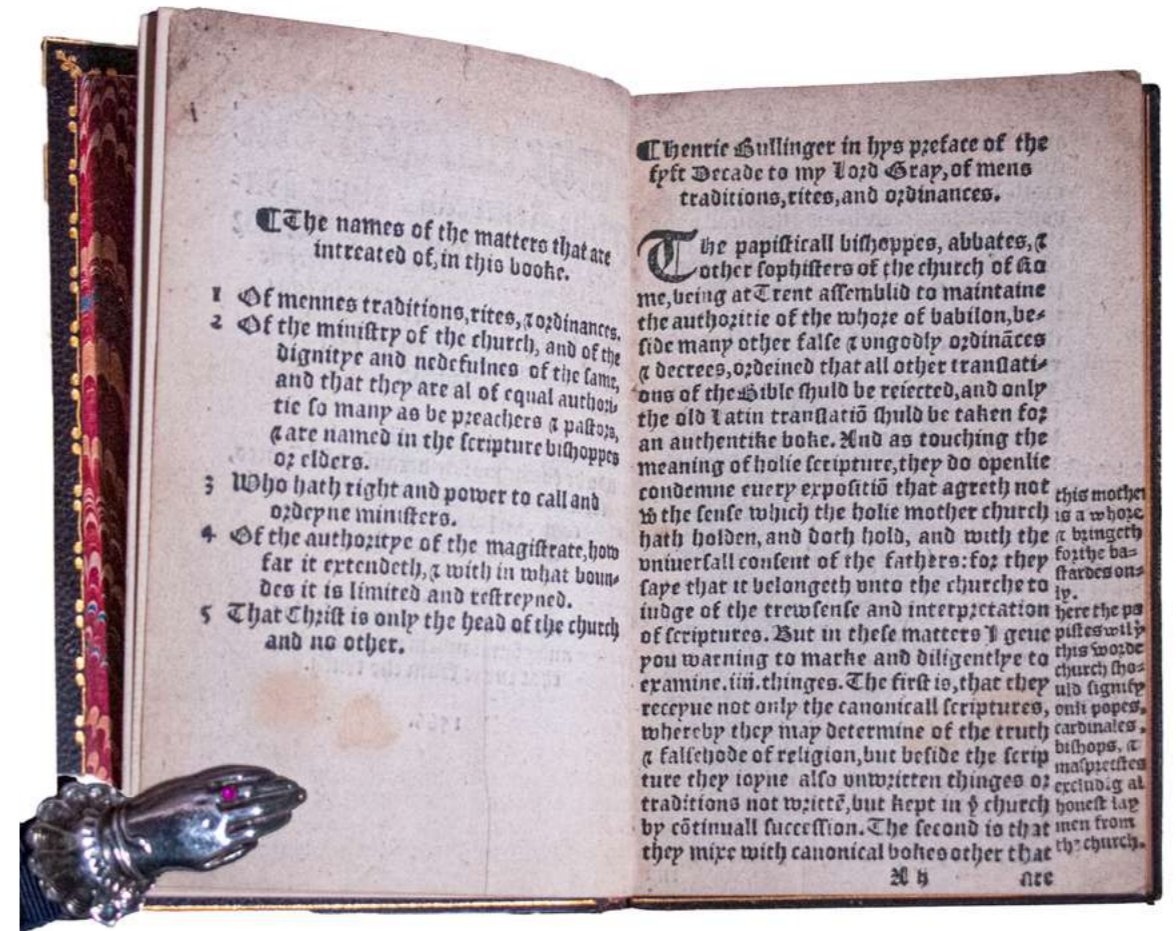 ¶ The names of the matters that are
intreated of, in this booke.
1 Of mennes traditions, rites, & ordinances.
2 Of the ministry of the church, and of the
dignitye and nedefulnes of the same,
and that they are al of equal authori-
tie so many as be preachers & pastors,
& are named in the scripture bishoppes
or elders.
3 Who hath right and power to call and
ordeyne ministers.
4 Of the authoritye of the magistrate, how
far it extendeth, & with in what boun-
des it is limited and restreyned.
5 That Christ is only the head of the church
and no other.
¶ Henrie Bullinger in hys preface of the
fyft Decade to my Lord Gray, of mens
traditions, rites, and ordinances.
The papisticall bishoppes, abbates, &
other sophisters of the church of Ro
me, being at Trent assemblid to maintaine
the authoritie of the whore of babilon, be-
side many other false & ungodly ordināces
& decrees, ordeined that all other translati-
ons of the Bible shuld be reiected, and only
the old Latin translatiō shuld be taken for
an authentike boke. And as touching the
meaning of holie scripture, they do openlie
condemne euery expositiō that agreth not
wͭ the sense which the holie mother church
hath holden, and doth hold, and with the
vniuersall consent of the fathers: for they
saye that it belongeth vnto the churche to
iudge of the trew sense and interpretation
of scriptures. But in these matters I geue
you warning to marke and diligentlye to
examine .iiii. thinges. The first is, that they
receyue not only the canonicall scriptures,
whereby they may determine of the truth
& falsehode of religion, but beside the scrip
ture they ioyne also vnwritten thinges or
traditions not writtē, but kept in yͤ church
by cōtinuall succession. The second is that
they mixe with canonical bokes other that
A ij are
this mother
is a whore
& bringeth
forthe ba-
stardes on-
ly.
here the pa
pistes wil yͭ
this worde
church sho-
uld signify
onli popes,
cardinales,
bishops, &
maspreistes
excludīg al
honest lay
men from
the church.